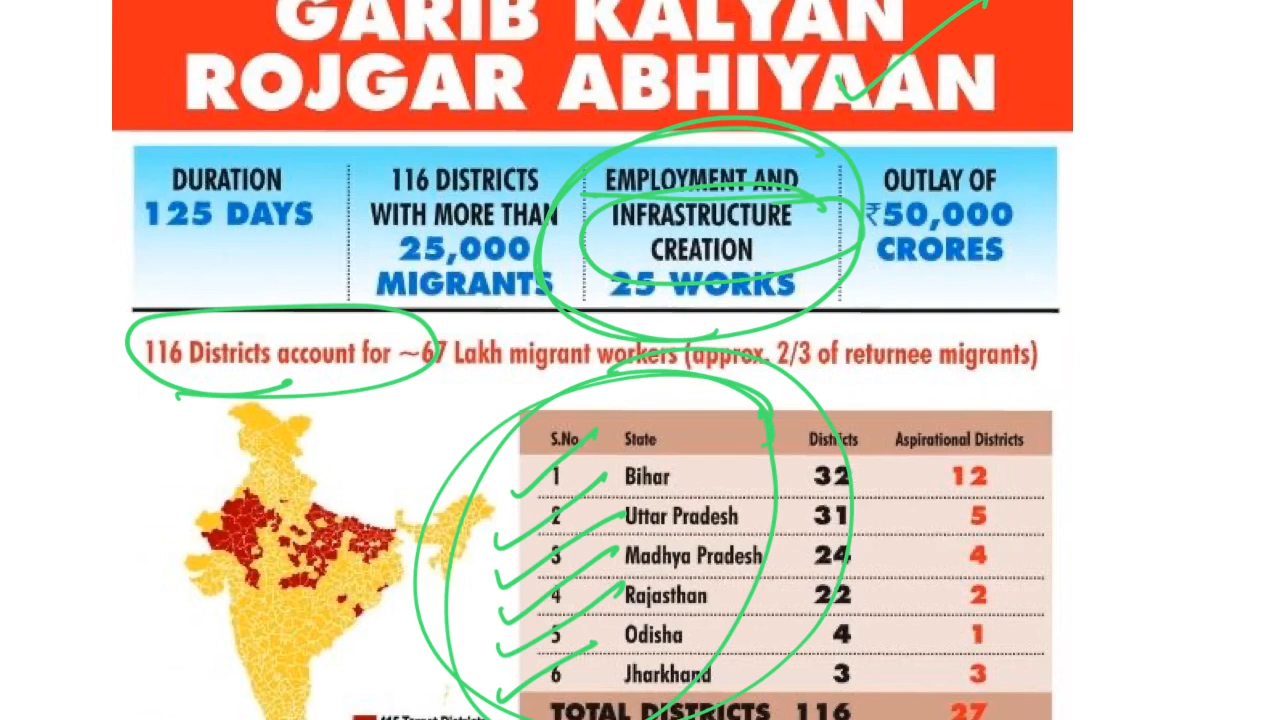 GARIB KALYAN
ROJGAR ABHIYAAN
DURATION
125 DAYS
116 DISTRICTS
WITH MORE THAN
25,000
MIGRANTS
EMPLOYMENT AND
INFRASTRUCTURE
CREATION
25 WORKS
OUTLAY OF
₹50,000
CRORES
116 Districts account for ~67 Lakh migrant workers (approx. 2/3 of returnee migrants)
S.No State Districts Aspirational Districts
1 Bihar 32 12
2 Uttar Pradesh 31 5
3 Madhya Pradesh 24 4
4 Rajasthan 22 2
5 Odisha 4 1
6 Jharkhand 3 3
TOTAL DISTRICTS 116 27